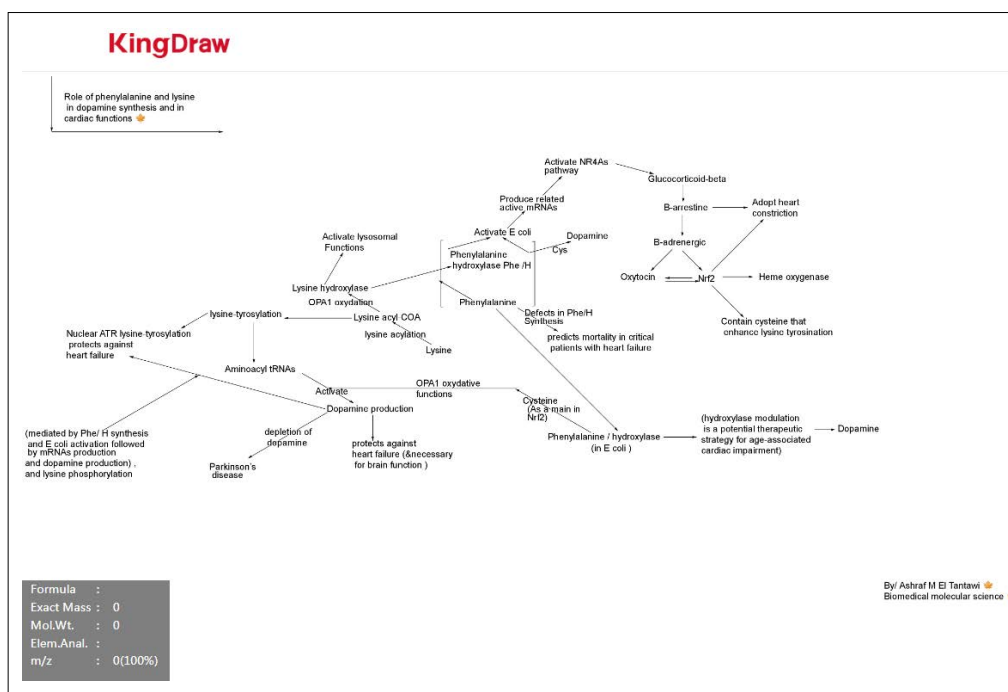 KingDraw
Role of phenylalanine and lysine
in dopamine synthesis and in
cardiac functions
Activate NR4As
pathway
Glucocorticoid-beta
Produce related
active mRNAs
B-arrestine
Adopt heart
constriction
Activate E coli
Dopamine
Cys
B-adrenergic
Activate lysosomal
Functions
Phenylalanine
hydroxylase Phe /H
Oxytocin
Nrf2
Heme oxygenase
Lysine hydroxylase
OPA1 oxydation
Phenylalanine
Defects in Phe/H
Synthesis
lysine-tyrosylation
Lysine acyl COA
Contain cysteine that
enhance lysine tyrosination
Nuclear ATR lysine-tyrosylation
protects against
heart failure
lysine acylation
Lysine
predicts mortality in critical
patients with heart failure
Aminoacyl tRNAs
Activate
OPA1 oxydative
functions
Cysteine
(As a main in
Nrf2)
Dopamine production
(hydroxylase modulation
is a potential therapeutic
strategy for age-associated
cardiac impairment)
Dopamine
(mediated by Phe/ H synthesis
and E coli activation followed
by mRNAs production
and dopamine production) ,
and lysine phosphorylation
depletion of
dopamine
Phenylalanine / hydroxylase
(in E coli )
protects against
heart failure (&necessary
for brain function )
Parkinson's
disease
Formula :
Exact Mass : 0
Mol.Wt. : 0
Elem.Anal. :
m/z : 0(100%)
By/ Ashraf M El Tantawi
Biomedical molecular science